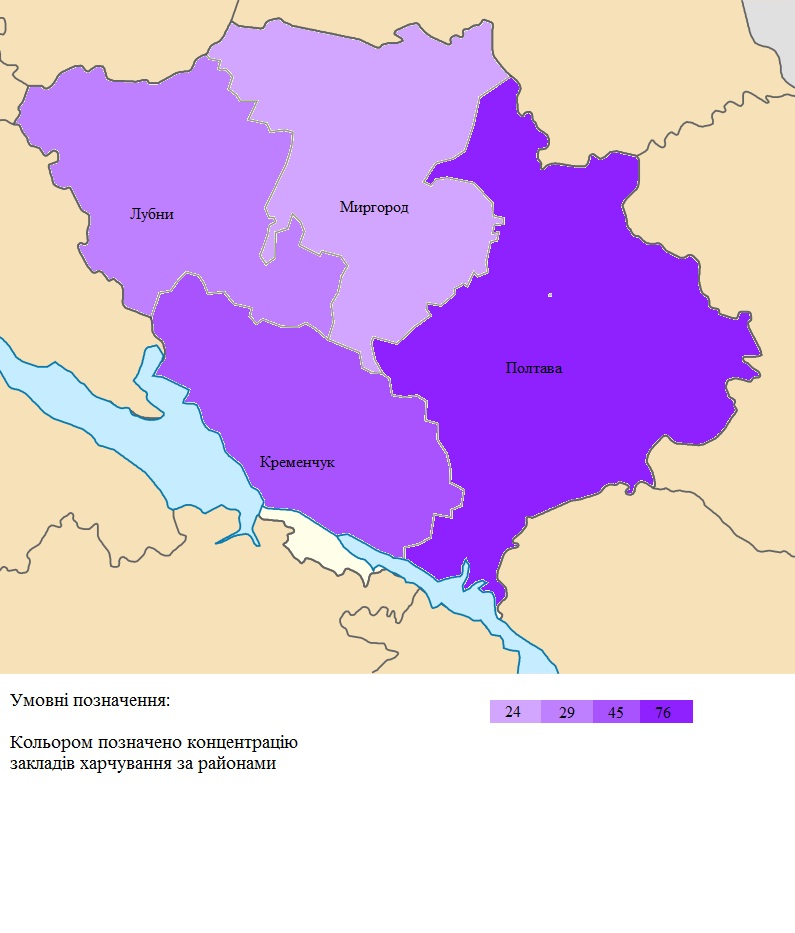 Лубни
Миргород
Полтава
Кременчук
Умовні позначення:
24 29 45 76
Кольором позначено концентрацію
закладів харчування за районами